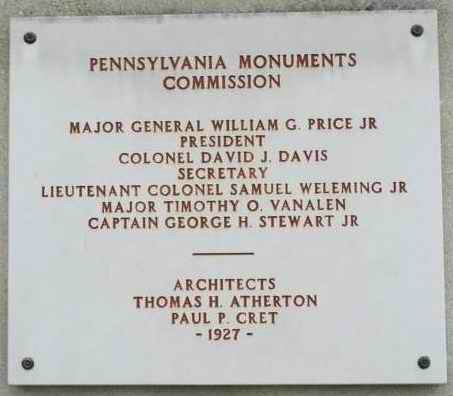 PENNSYLVANIA MONUMENTS
COMMISSION
MAJOR GENERAL WILLIAM G. PRICE JR
PRESIDENT
COLONEL DAVID J. DAVIS
SECRETARY
LIEUTENANT COLONEL SAMUEL WELEMING JR
MAJOR TIMOTHY O. VANALEN
CAPTAIN GEORGE H. STEWART JR
ARCHITECTS
THOMAS H. ATHERTON
PAUL P. CRET
- 1927 -